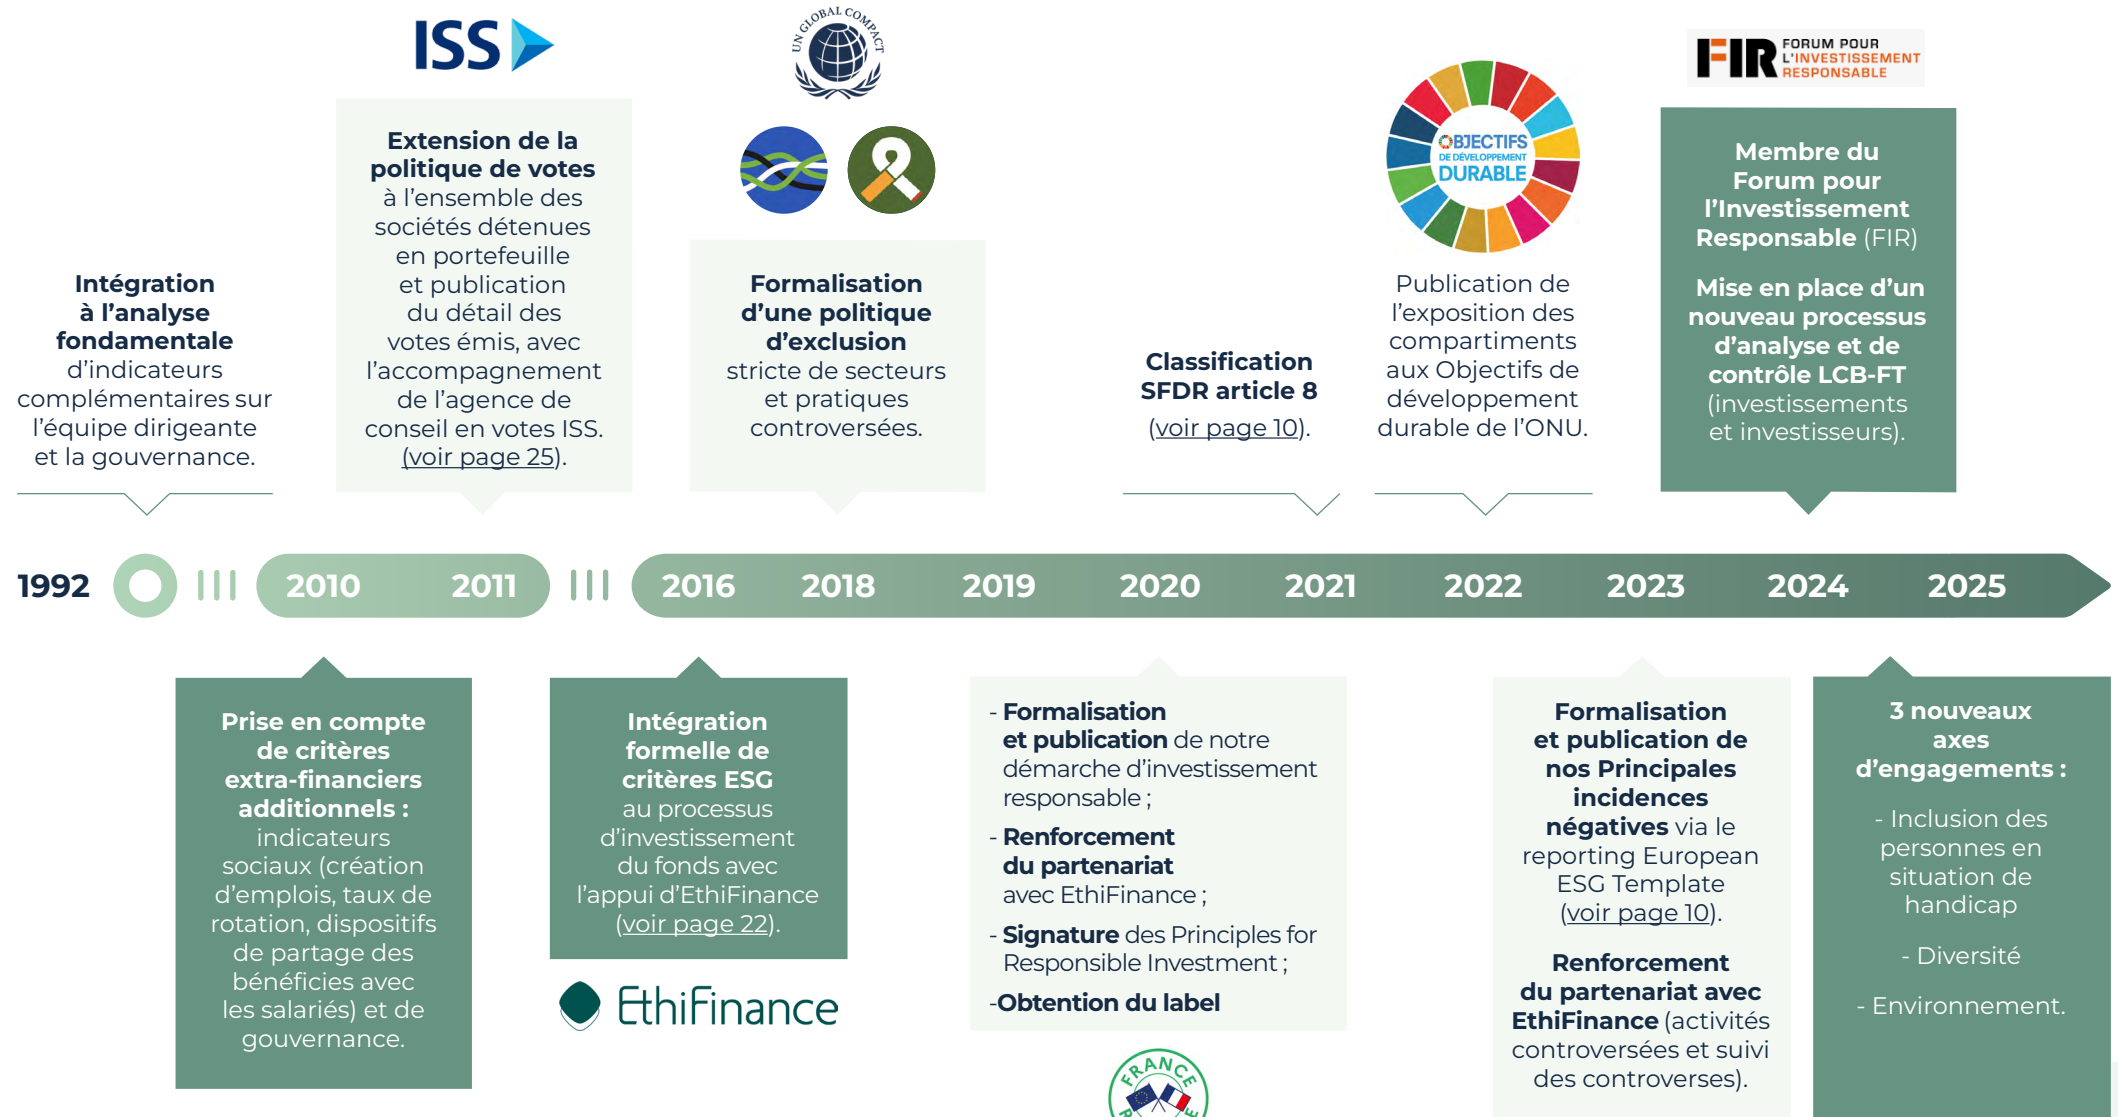 ISS
UN GLOBAL COMPACT
FIR
FORUM POUR
L'INVESTISSEMENT
RESPONSABLE
OBJECTIFS
DE DÉVELOPPEMENT
DURABLE
Intégration
à l'analyse
fondamentale
d'indicateurs
complémentaires sur
l'équipe dirigeante
et la gouvernance.
Extension de la
politique de votes
à l'ensemble des
sociétés détenues
en portefeuille
et publication
du détail des
votes émis, avec
l'accompagnement
de l'agence de
conseil en votes ISS.
(voir page 25).
Formalisation
d'une politique
d'exclusion
stricte de secteurs
et pratiques
controversées.
Classification
SFDR article 8
(voir page 10).
Publication de
l'exposition des
compartiments
aux Objectifs de
développement
durable de l'ONU.
Membre du
Forum pour
l'Investissement
Responsable (FIR)
Mise en place d'un
nouveau processus
d'analyse et de
contrôle LCB-FT
(investissements
et investisseurs).
1992 2010 2011 2016 2018 2019 2020 2021 2022 2023 2024 2025
Prise en compte
de critères
extra-financiers
additionnels :
indicateurs
sociaux (création
d'emplois, taux de
rotation, dispositifs
de partage des
bénéficies avec
les salariés) et de
gouvernance.
Intégration
formelle de
critères ESG
au processus
d'investissement
du fonds avec
l'appui d'EthiFinance
(voir page 22).
EthiFinance
- Formalisation
et publication de notre
démarche d'investissement
responsable ;
- Renforcement
du partenariat
avec EthiFinance ;
- Signature des Principles for
Responsible Investment ;
-Obtention du label
FRANCE
Formalisation
et publication de
nos Principales
incidences
négatives via le
reporting European
ESG Template
(voir page 10).
Renforcement
du partenariat avec
EthiFinance (activités
controversées et suivi
des controverses).
3 nouveaux
axes
d'engagements :
- Inclusion des
personnes en
situation de
handicap
- Diversité
- Environnement.